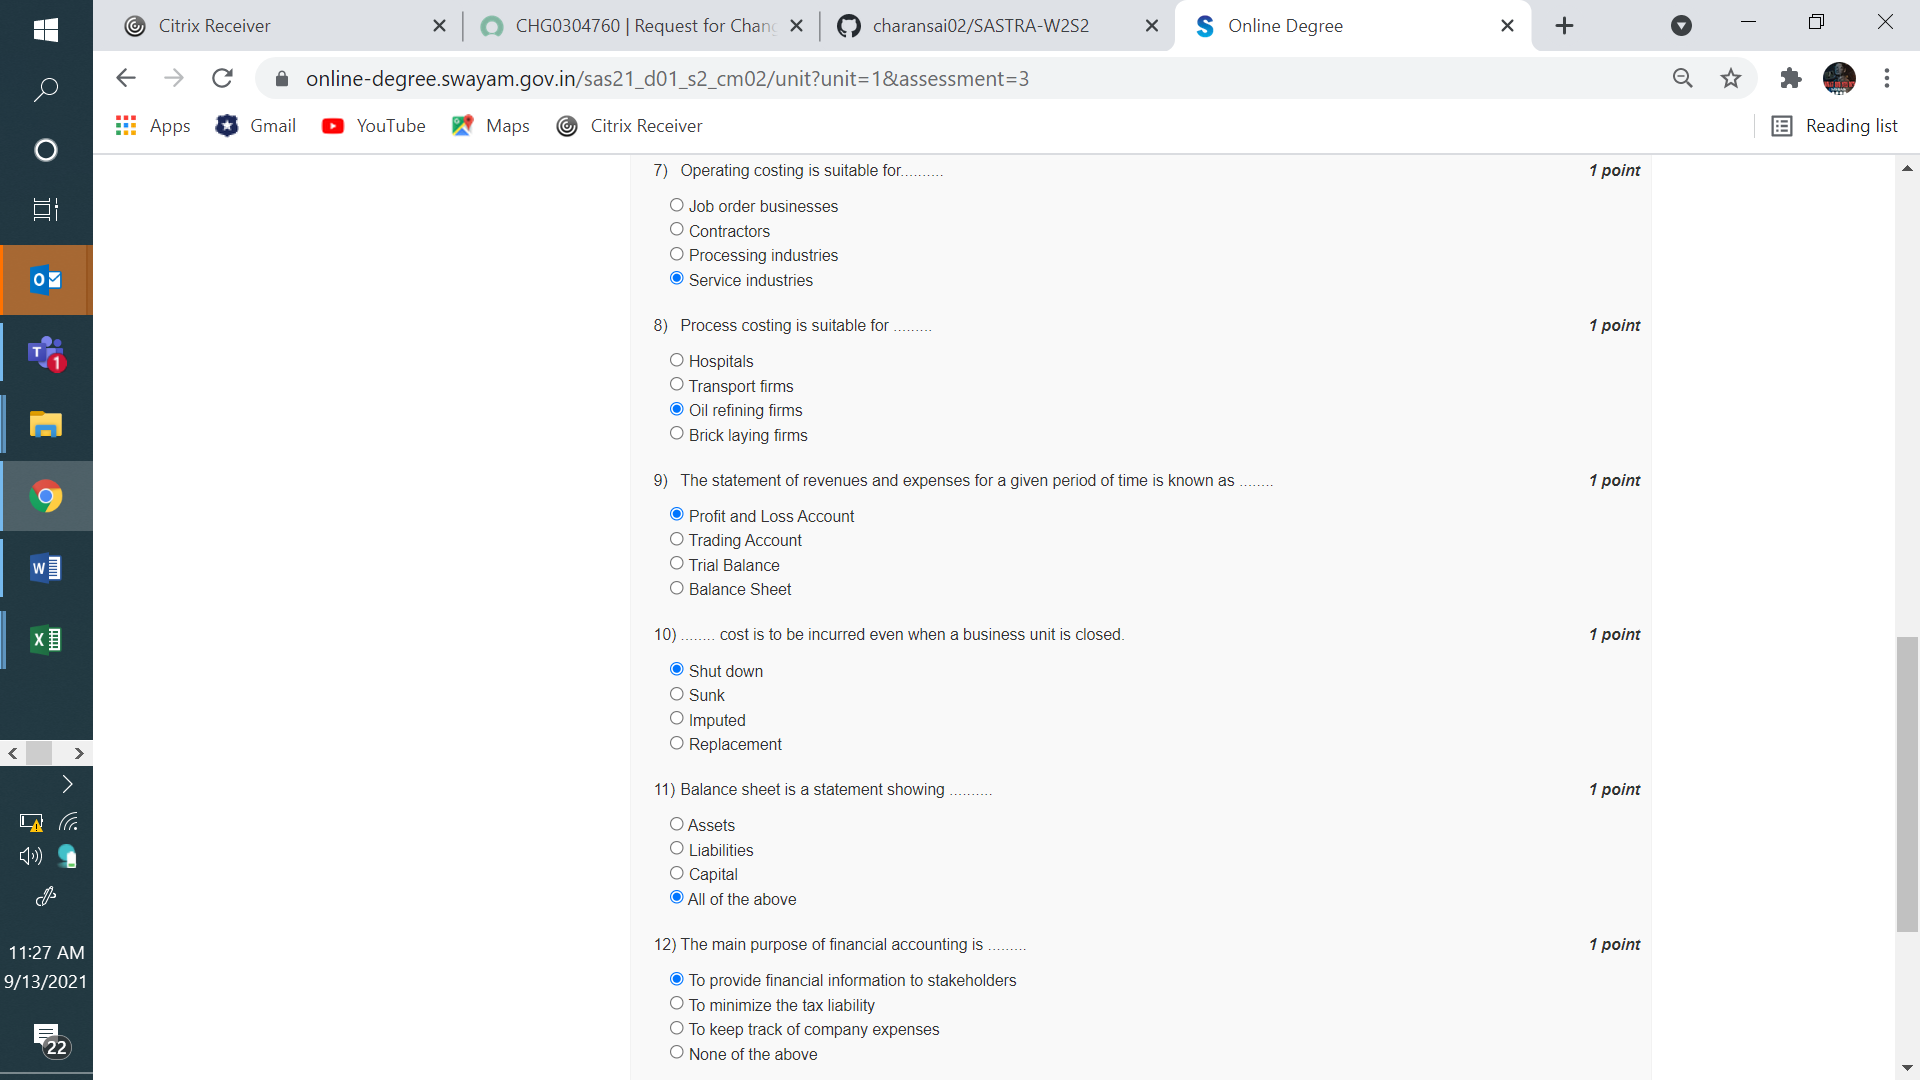 Citrix Receiver
CHG0304760 | Request for Chang
charansai02/SASTRA-W2S2
Online Degree
online-degree.swayam.gov.in/sas21_d01_s2_cm02/unit?unit=1&assessment=3
Apps
Gmail
YouTube
Maps
Citrix Receiver
Reading list
7) Operating costing is suitable for..........
1 point
Job order businesses
Contractors
Processing industries
Service industries
8) Process costing is suitable for .........
1 point
Hospitals
Transport firms
Oil refining firms
Brick laying firms
9) The statement of revenues and expenses for a given period of time is known as ........
1 point
Profit and Loss Account
Trading Account
Trial Balance
Balance Sheet
10) ........ cost is to be incurred even when a business unit is closed.
1 point
Shut down
Sunk
Imputed
Replacement
11) Balance sheet is a statement showing ..........
1 point
Assets
Liabilities
Capital
All of the above
12) The main purpose of financial accounting is .........
1 point
To provide financial information to stakeholders
To minimize the tax liability
To keep track of company expenses
None of the above
1
11:27 AM
9/13/2021
22